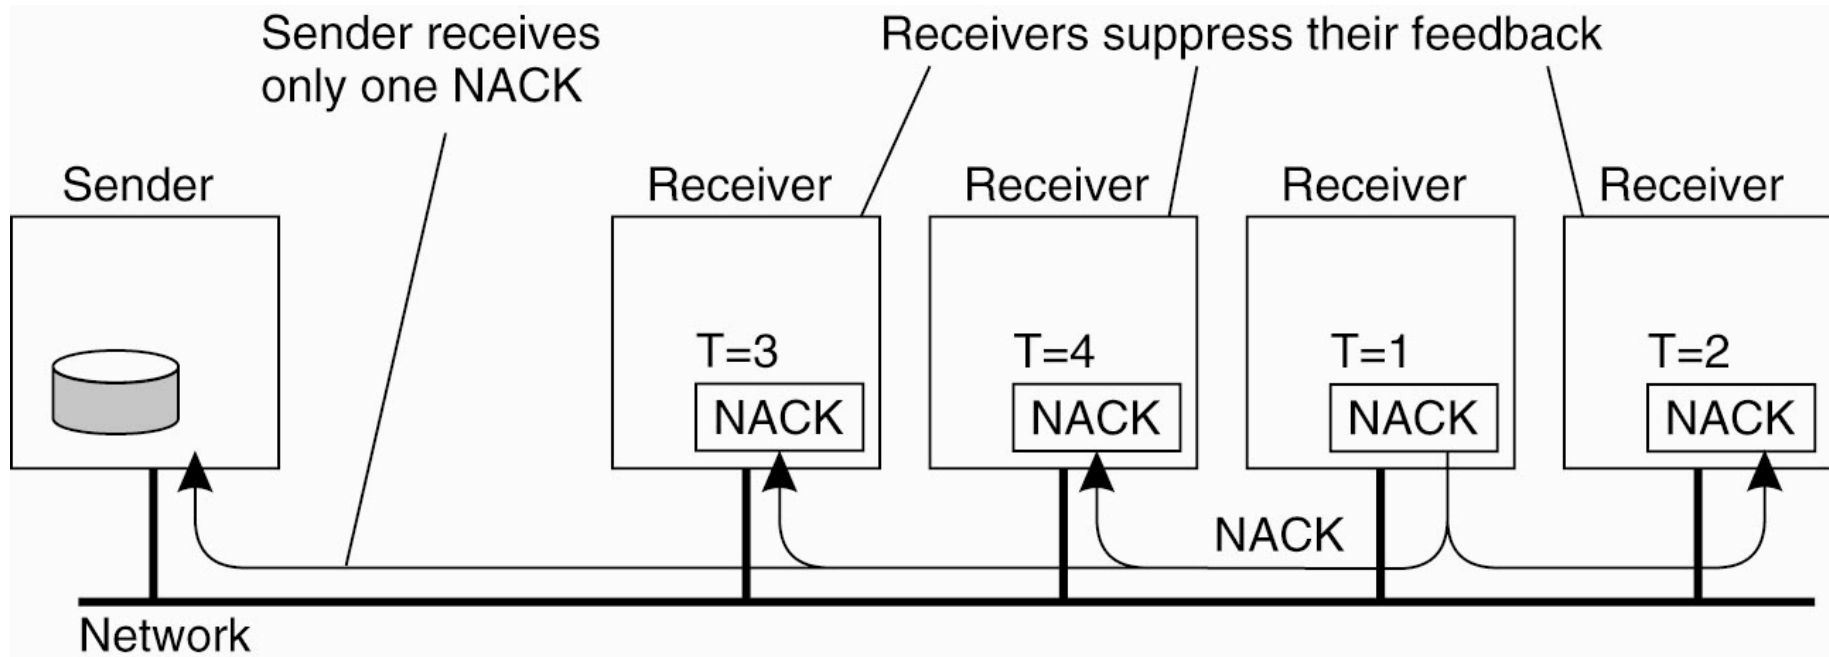 Sender receives
only one NACK
Receivers suppress their feedback
Sender
Receiver
Receiver
Receiver
Receiver
T=3
T=4
T=1
T=2
NACK
NACK
NACK
NACK
NACK
Network